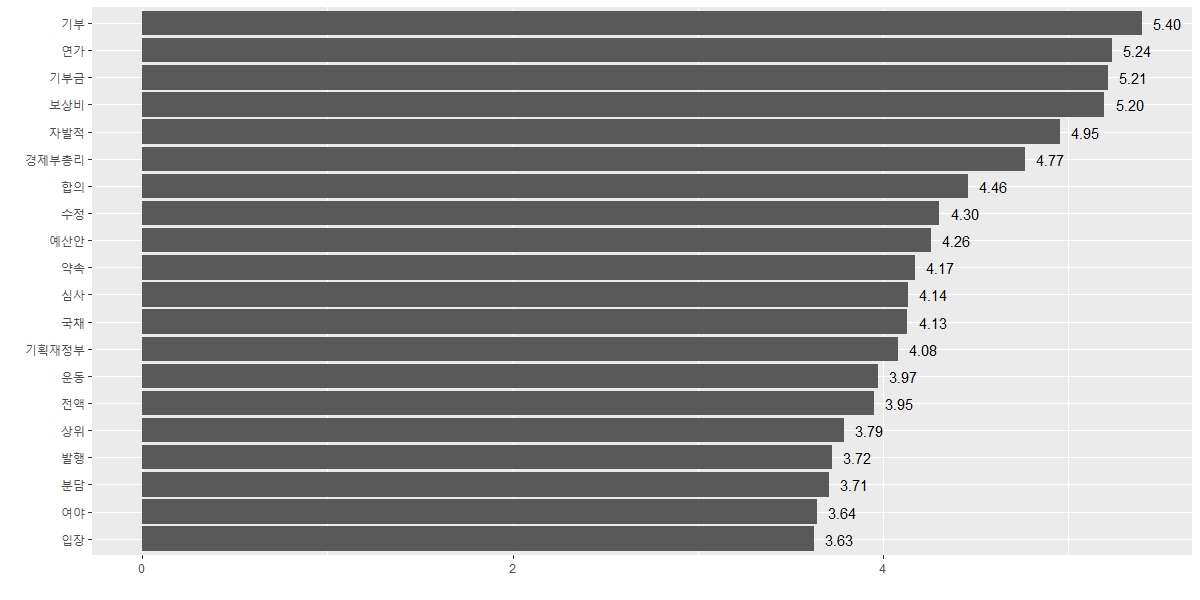 기부 5.40
연가 5.24
기부금 5.21
보상비 5.20
자발적 4.95
경제부총리 4.77
합의 4.46
수정 4.30
예산안 4.26
약속 4.17
심사 4.14
국채 4.13
기획재정부 4.08
운동 3.97
전액 3.95
상위 3.79
발행 3.72
분담 3.71
여야 3.64
입장 3.63
0 2 4